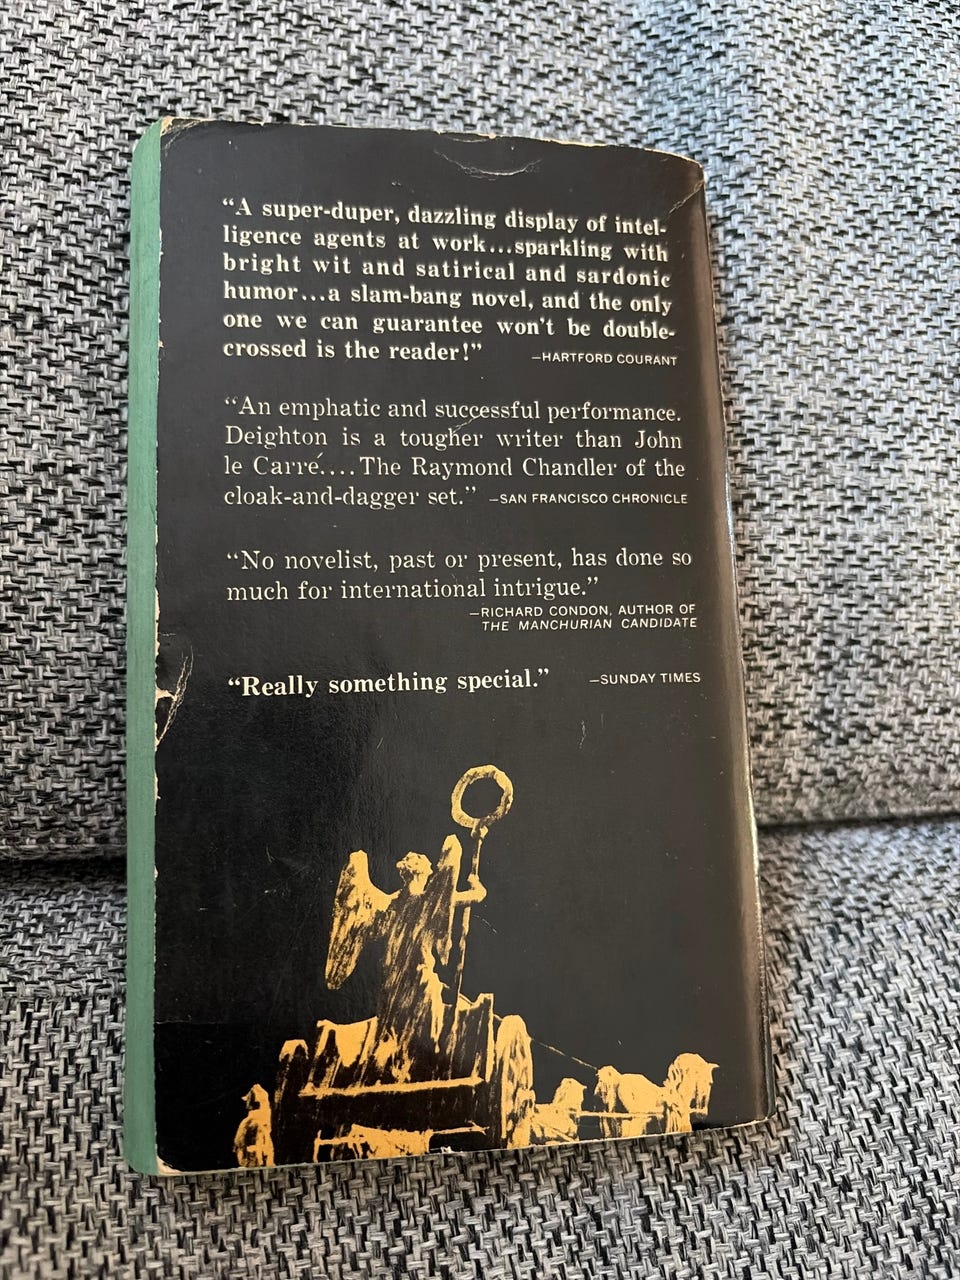 “A super-duper, dazzling display of intel-
ligence agents at work...sparkling with
bright wit and satirical and sardonic
humor...a slam-bang novel, and the only
one we can guarantee won't be double-
crossed is the reader!” —HARTFORD COURANT
“An emphatic and successful performance.
Deighton is a tougher writer than John
le Carré....The Raymond Chandler of the
cloak-and-dagger set.” —SAN FRANCISCO CHRONICLE
“No novelist, past or present, has done so
much for international intrigue.”
—RICHARD CONDON, AUTHOR OF
THE MANCHURIAN CANDIDATE
“Really something special.” —SUNDAY TIMES